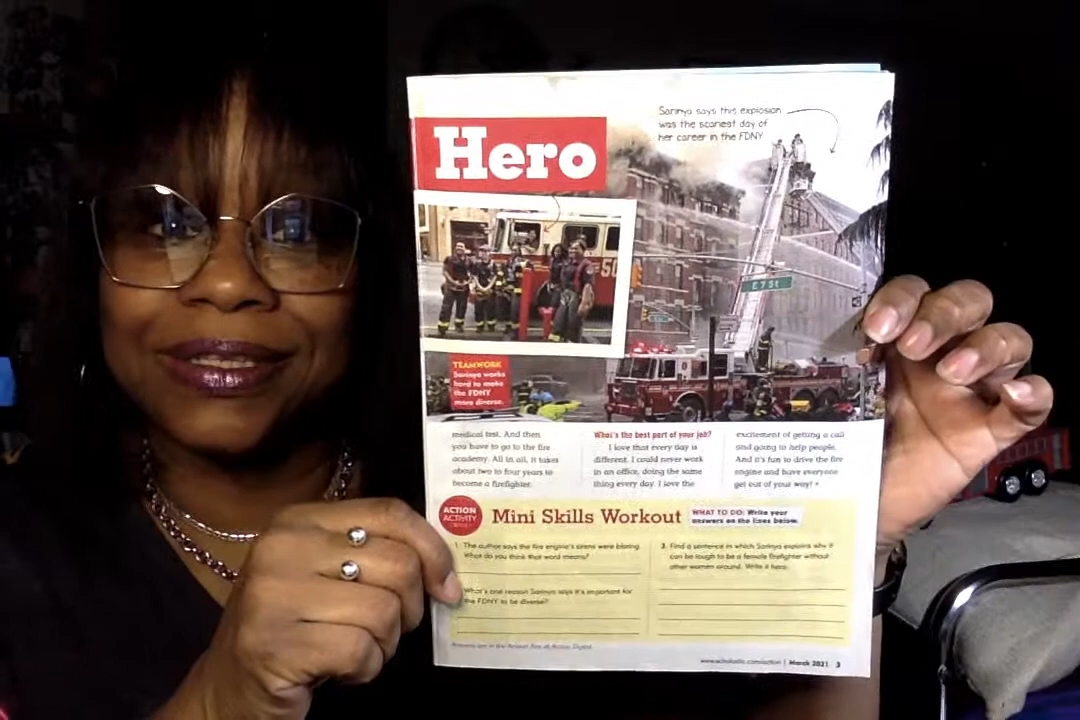 Sarinya says this explosion
was the scariest day of
her career in the FDNY.
Hero
E 7 St
TEAMWORK
Sarinya works
hard to make
the FDNY
more diverse.
medical test. And then
you have to go to the fire
academy. All in all, it takes
about two to four years to
become a firefighter.
What's the best part of your job?
I love that every day is
different. I could never work
in an office, doing the same
thing every day. I love the
excitement of getting a call
and going to help people.
And it's fun to drive the fire
engine and have everyone
get out of your way!
ACTION
ACTIVITY
Mini Skills Workout
WHAT TO DO: Write your
answers on the lines below.
1. The author says the fire engine's sirens were blaring.
What do you think that word means?
What's one reason Sarinya says it's important for
the FDNY to be diverse?
3. Find a sentence in which Sarinya explains why it
can be tough to be a female firefighter without
other women around. Write it here.
Answers are in the Answer Key at Action Digital.
www.scholastic.com/action | March 2021 3